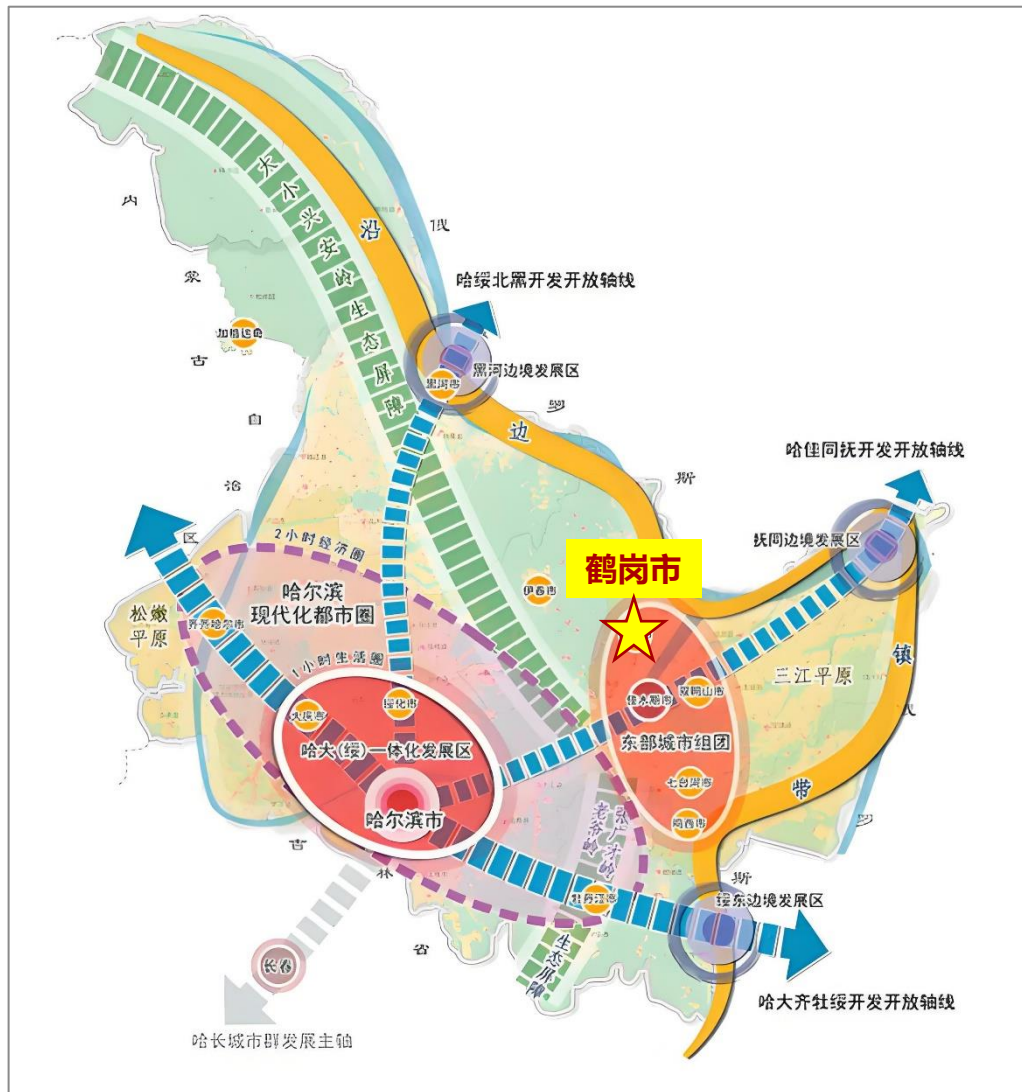 大小兴安岭生态屏障
内蒙古自治区
俄罗斯
沿边
城镇带
哈绥北黑开发开放轴线
黑河边境发展区
黑河市
哈佳同抚开发开放轴线
抚同边境发展区
鹤岗市
伊春市
2小时经济圈
哈尔滨
现代化都市圈
松嫩
平原
齐齐哈尔市
1小时生活圈
大庆市
绥化市
哈大(绥)一体化发展区
哈尔滨市
佳木斯市
双鸭山市
三江平原
东部城市组团
七台河市
鸡西市
张广才岭
老爷岭
生态屏障
牡丹江市
绥东边境发展区
哈大齐牡绥开发开放轴线
吉林省
长春
哈长城市群发展主轴